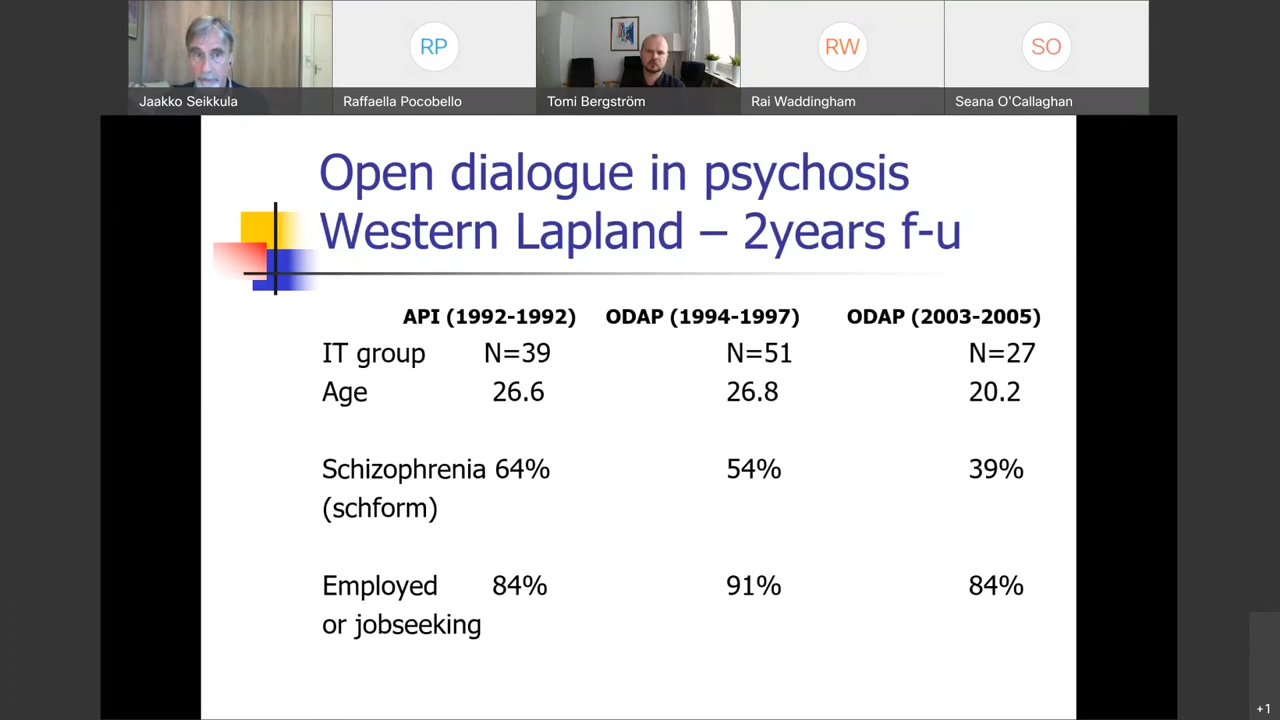 RP
RW
SO
Jaakko Seikkula
Raffaella Pocobello
Tomi Bergström
Rai Waddingham
Seana O'Callaghan
Open dialogue in psychosis
Western Lapland – 2years f-u
API (1992-1992) ODAP (1994-1997) ODAP (2003-2005)
IT group N=39 N=51 N=27
Age 26.6 26.8 20.2
Schizophrenia 64% 54% 39%
(schform)
Employed 84% 91% 84%
or jobseeking
+1